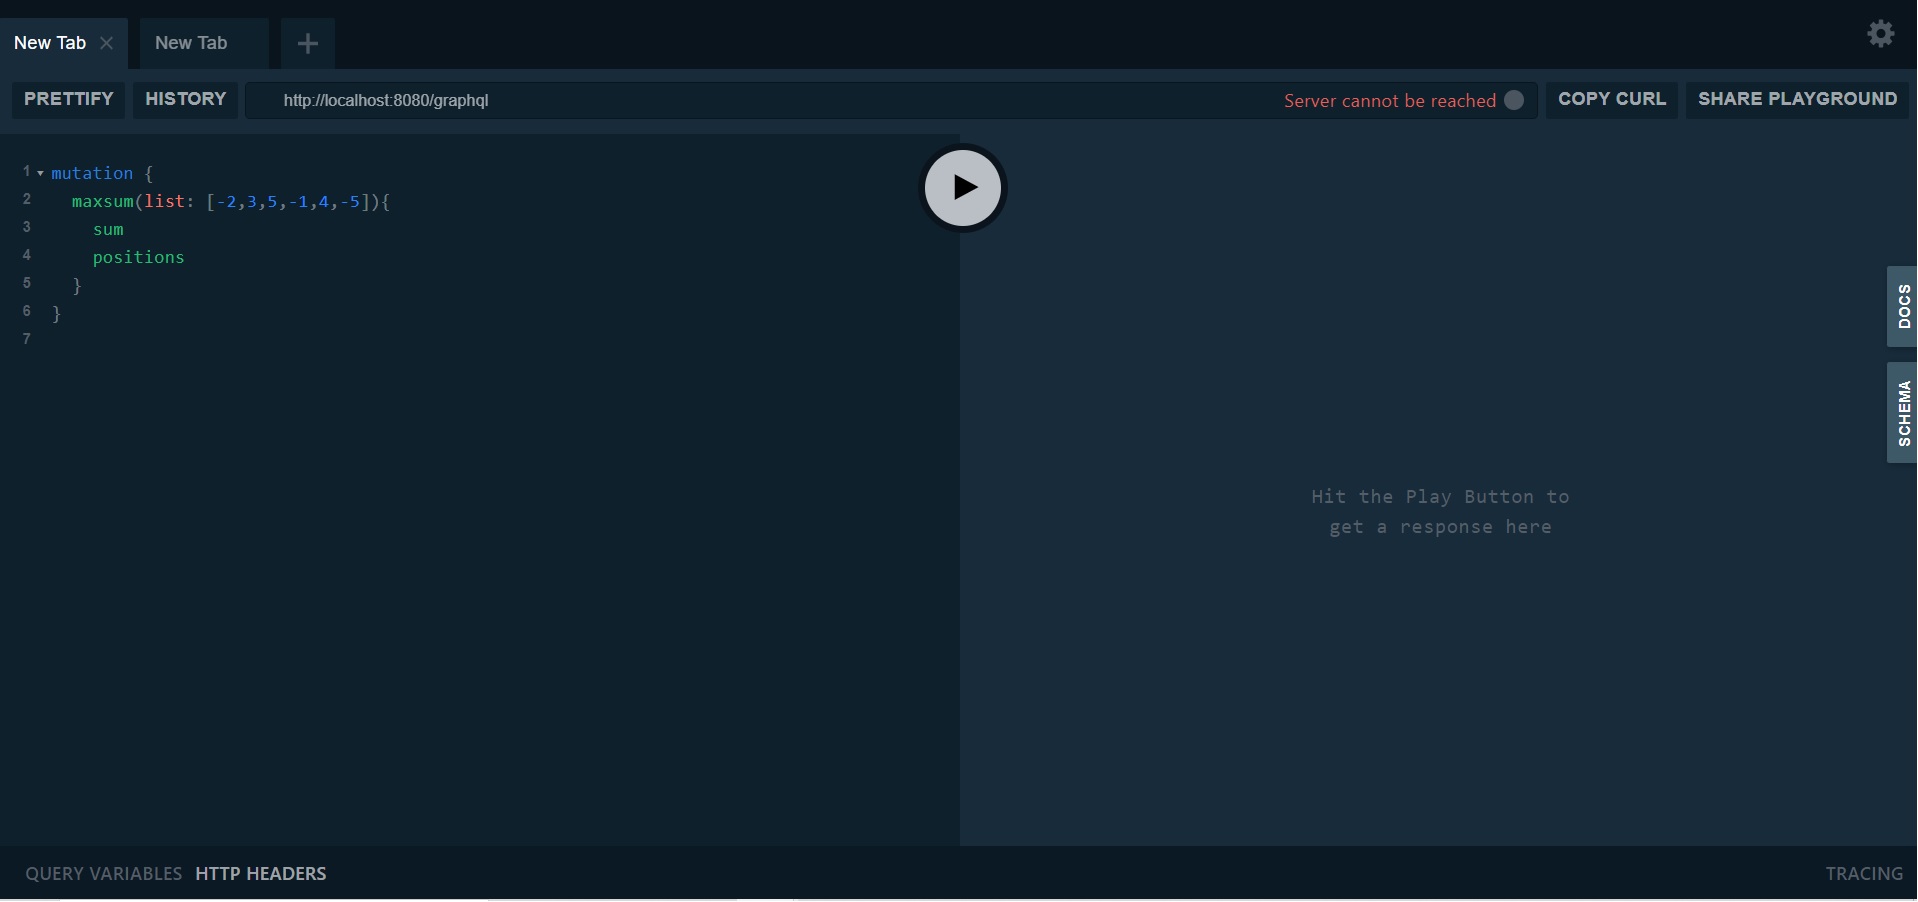 New Tab
New Tab
PRETTIFY
HISTORY
http://localhost:8080/graphql
Server cannot be reached
COPY CURL
SHARE PLAYGROUND
1 mutation {
2 maxsum(list: [-2,3,5,-1,4,-5]){
3 sum
4 positions
5 }
6 }
7
DOCS
SCHEMA
Hit the Play Button to
get a response here
QUERY VARIABLES
HTTP HEADERS
TRACING